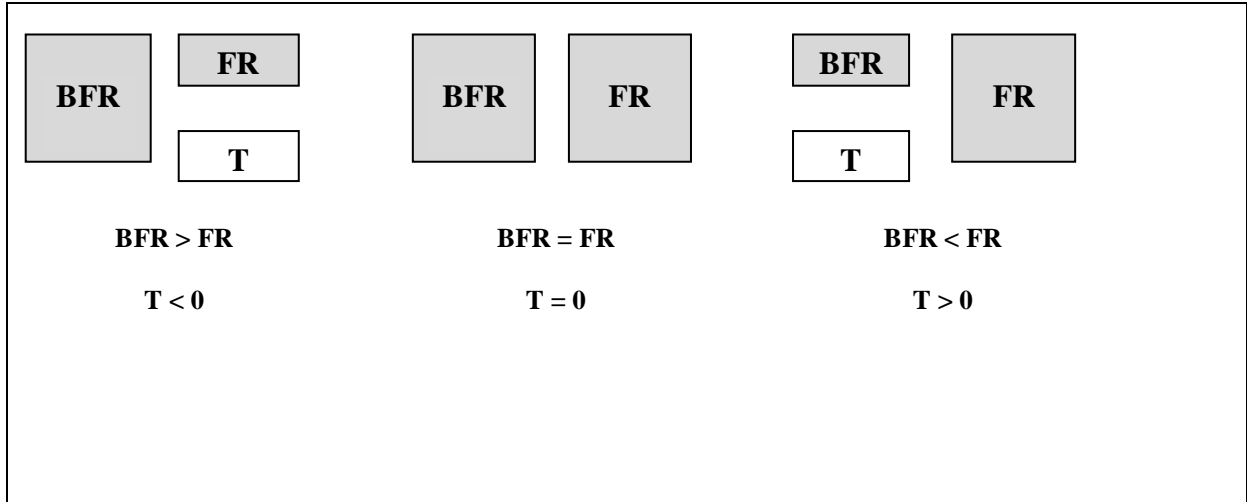 FR
BFR
T
BFR > FR
T < 0
BFR
FR
BFR = FR
T = 0
BFR
FR
T
BFR < FR
T > 0